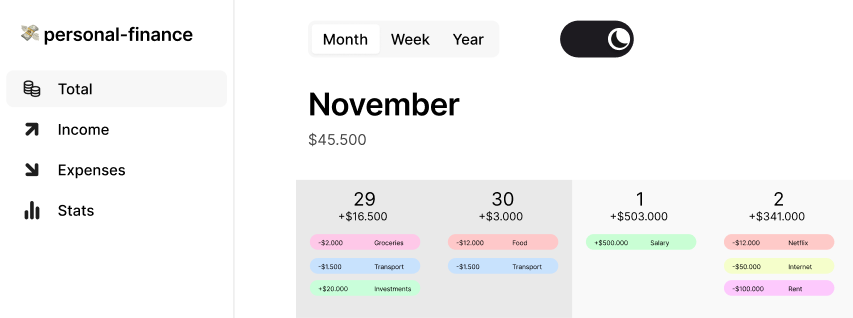 personal-finance
Month Week Year
Total
Income
Expenses
Stats
November
$45.500
29 30 1 2
+$16.500 +$3.000 +$503.000 +$341.000
-$2.000 Groceries -$12.000 Food +$500.000 Salary -$12.000 Netflix
-$1.500 Transport -$1.500 Transport -$50.000 Internet
+$20.000 Investments -$100.000 Rent